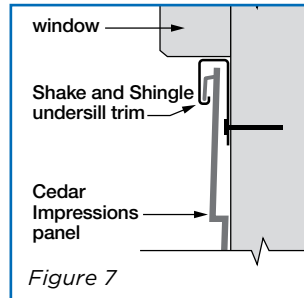 window
Shake and Shingle
undersill trim
Cedar
Impressions
panel
Figure 7